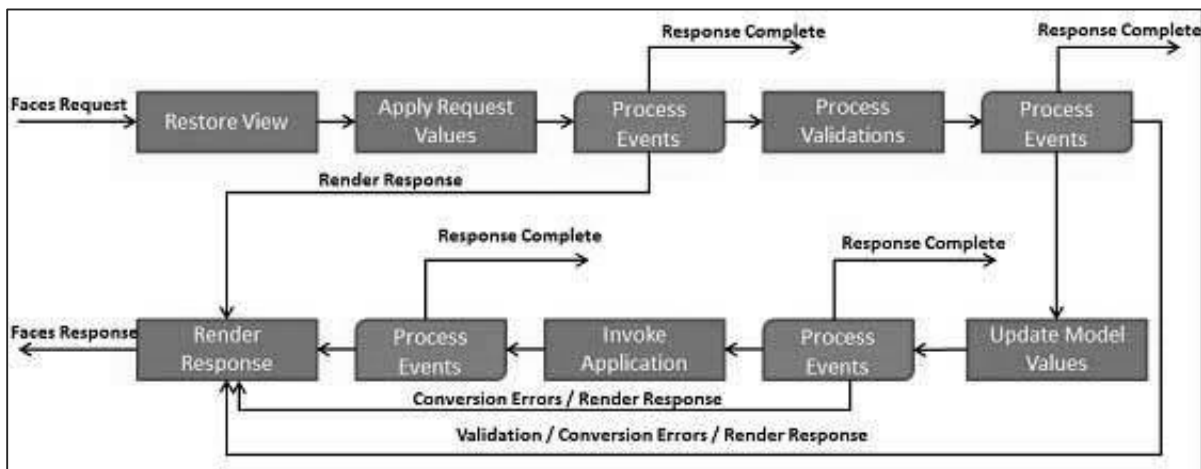 Response Complete
Response Complete
Faces Request
Restore View
Apply Request
Values
Process
Events
Process
Validations
Process
Events
Render Response
Response Complete
Response Complete
Faces Response
Render
Response
Process
Events
Invoke
Application
Process
Events
Update Model
Values
Conversion Errors / Render Response
Validation / Conversion Errors / Render Response